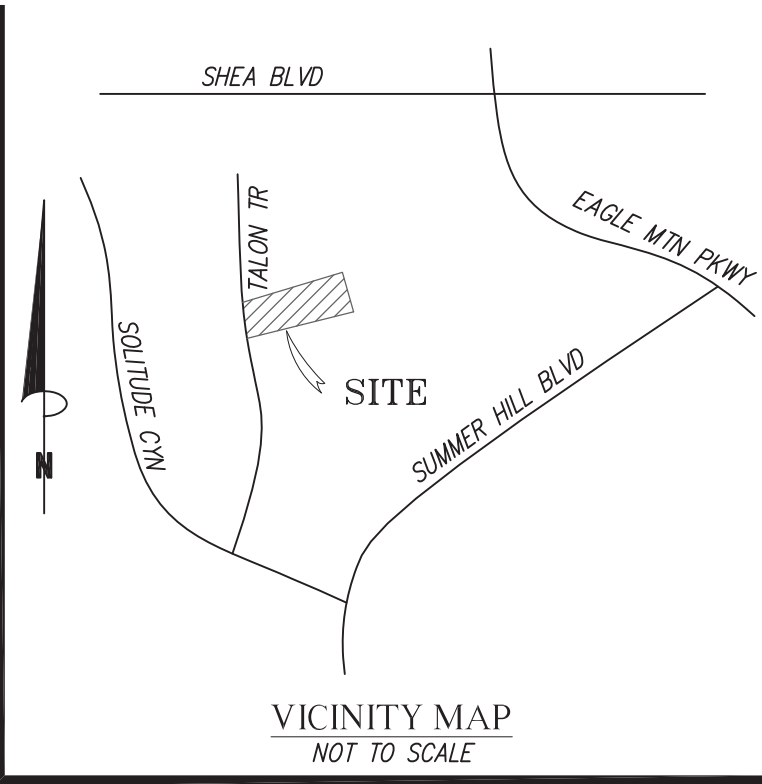 SHEA BLVD
EAGLE MTN PKWY
TALON TR
SOLITUDE CYN
SITE
SUMMER HILL BLVD
N
VICINITY MAP
NOT TO SCALE